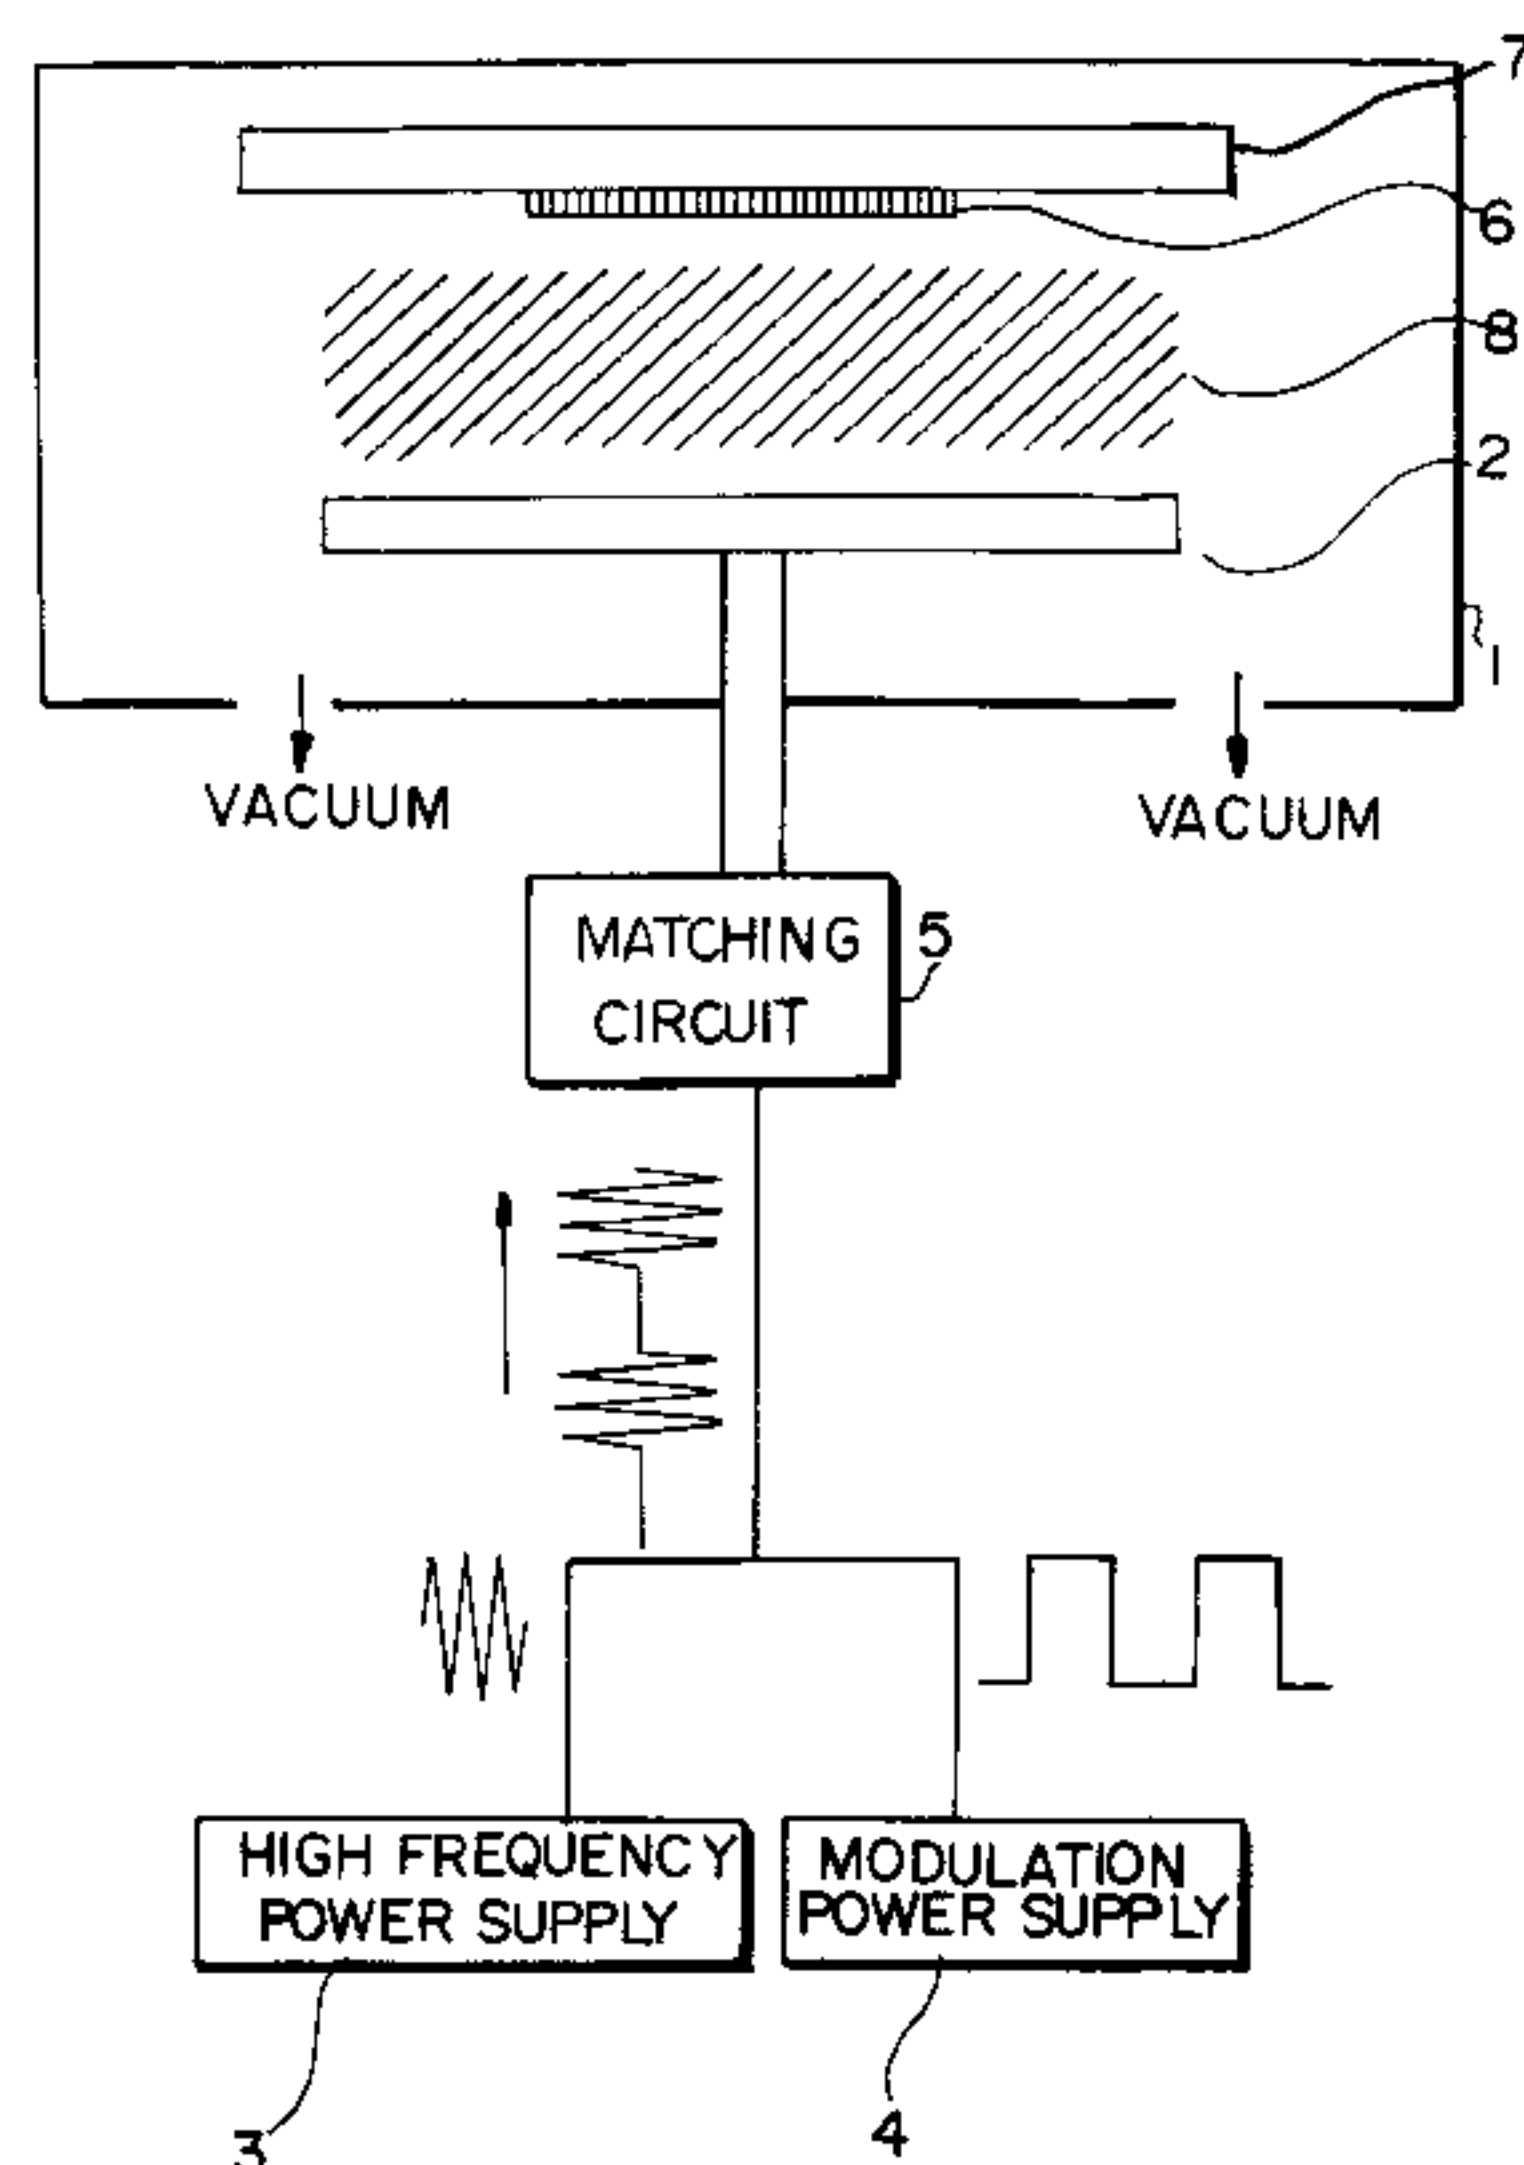 7
6
8
2
1
VACUUM
VACUUM
MATCHING
CIRCUIT
5
HIGH FREQUENCY
POWER SUPPLY
MODULATION
POWER SUPPLY
3
4